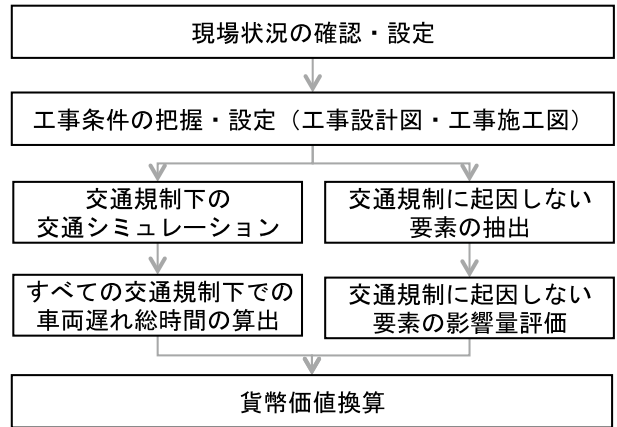 現場状況の確認・設定
工事条件の把握・設定（工事設計図・工事施工図）
交通規制下の
交通シミュレーション
交通規制に起因しない
要素の抽出
すべての交通規制下での
車両遅れ総時間の算出
交通規制に起因しない
要素の影響量評価
貨幣価値換算